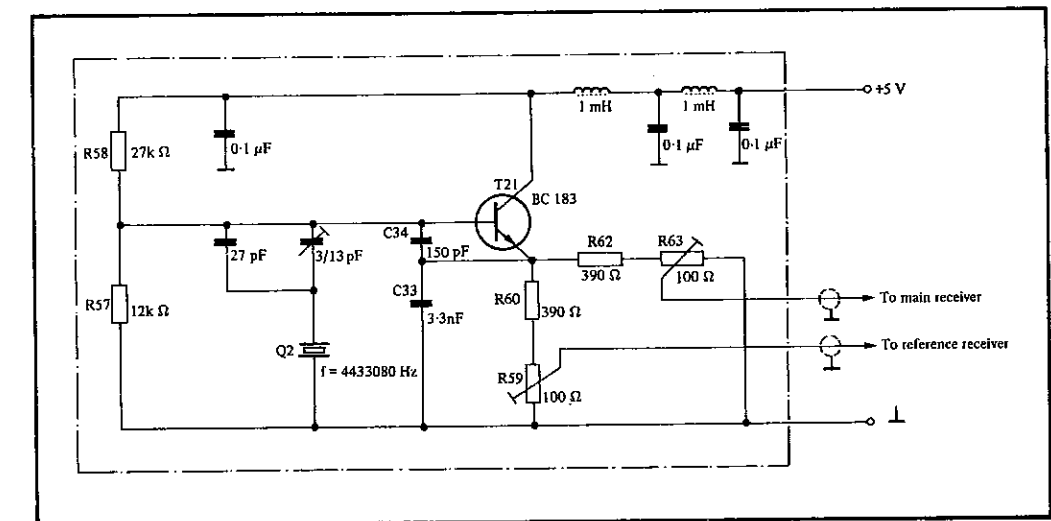 +5 V
1 mH
1 mH
R58
27k Ω
0·1 µF
0·1 µF
0·1 µF
T21
BC 183
27 pF
3/13 pF
C34
150 pF
R62
390 Ω
R63
100 Ω
R57
12k Ω
C33
3·3nF
R60
390 Ω
To main receiver
Q2
f = 4433080 Hz
To reference receiver
R59
100 Ω